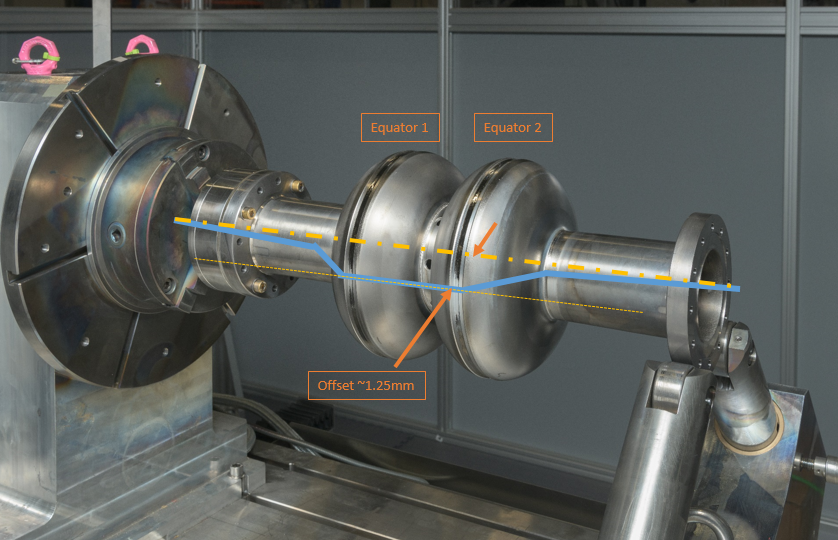 Equator 1
Equator 2
Offset ~1.25mm